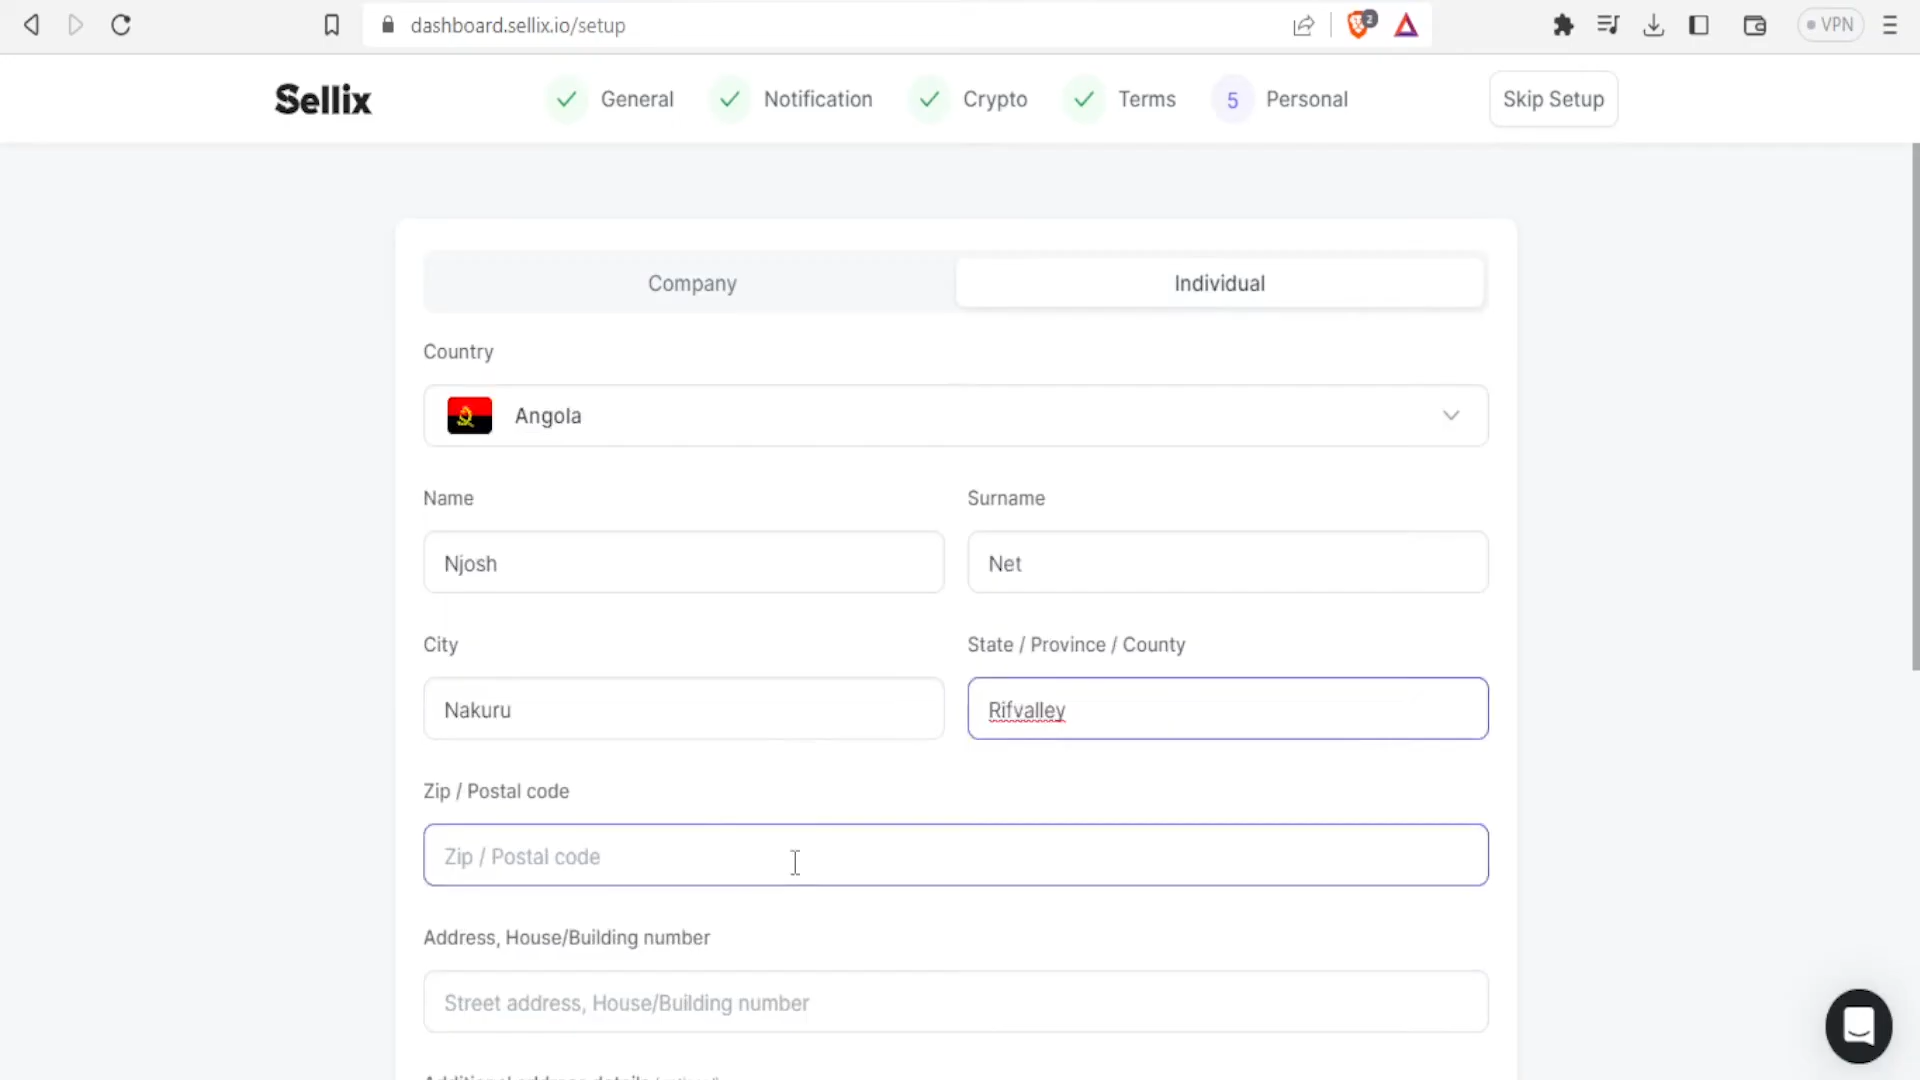 dashboard.sellix.io/setup
2
VPN
Sellix
General
Notification
Crypto
Terms
5
Personal
Skip Setup
Company
Individual
Country
Angola
Name
Surname
Njosh
Net
City
State / Province / County
Nakuru
Rifvalley
Zip / Postal code
Zip / Postal code
Address, House/Building number
Street address, House/Building number